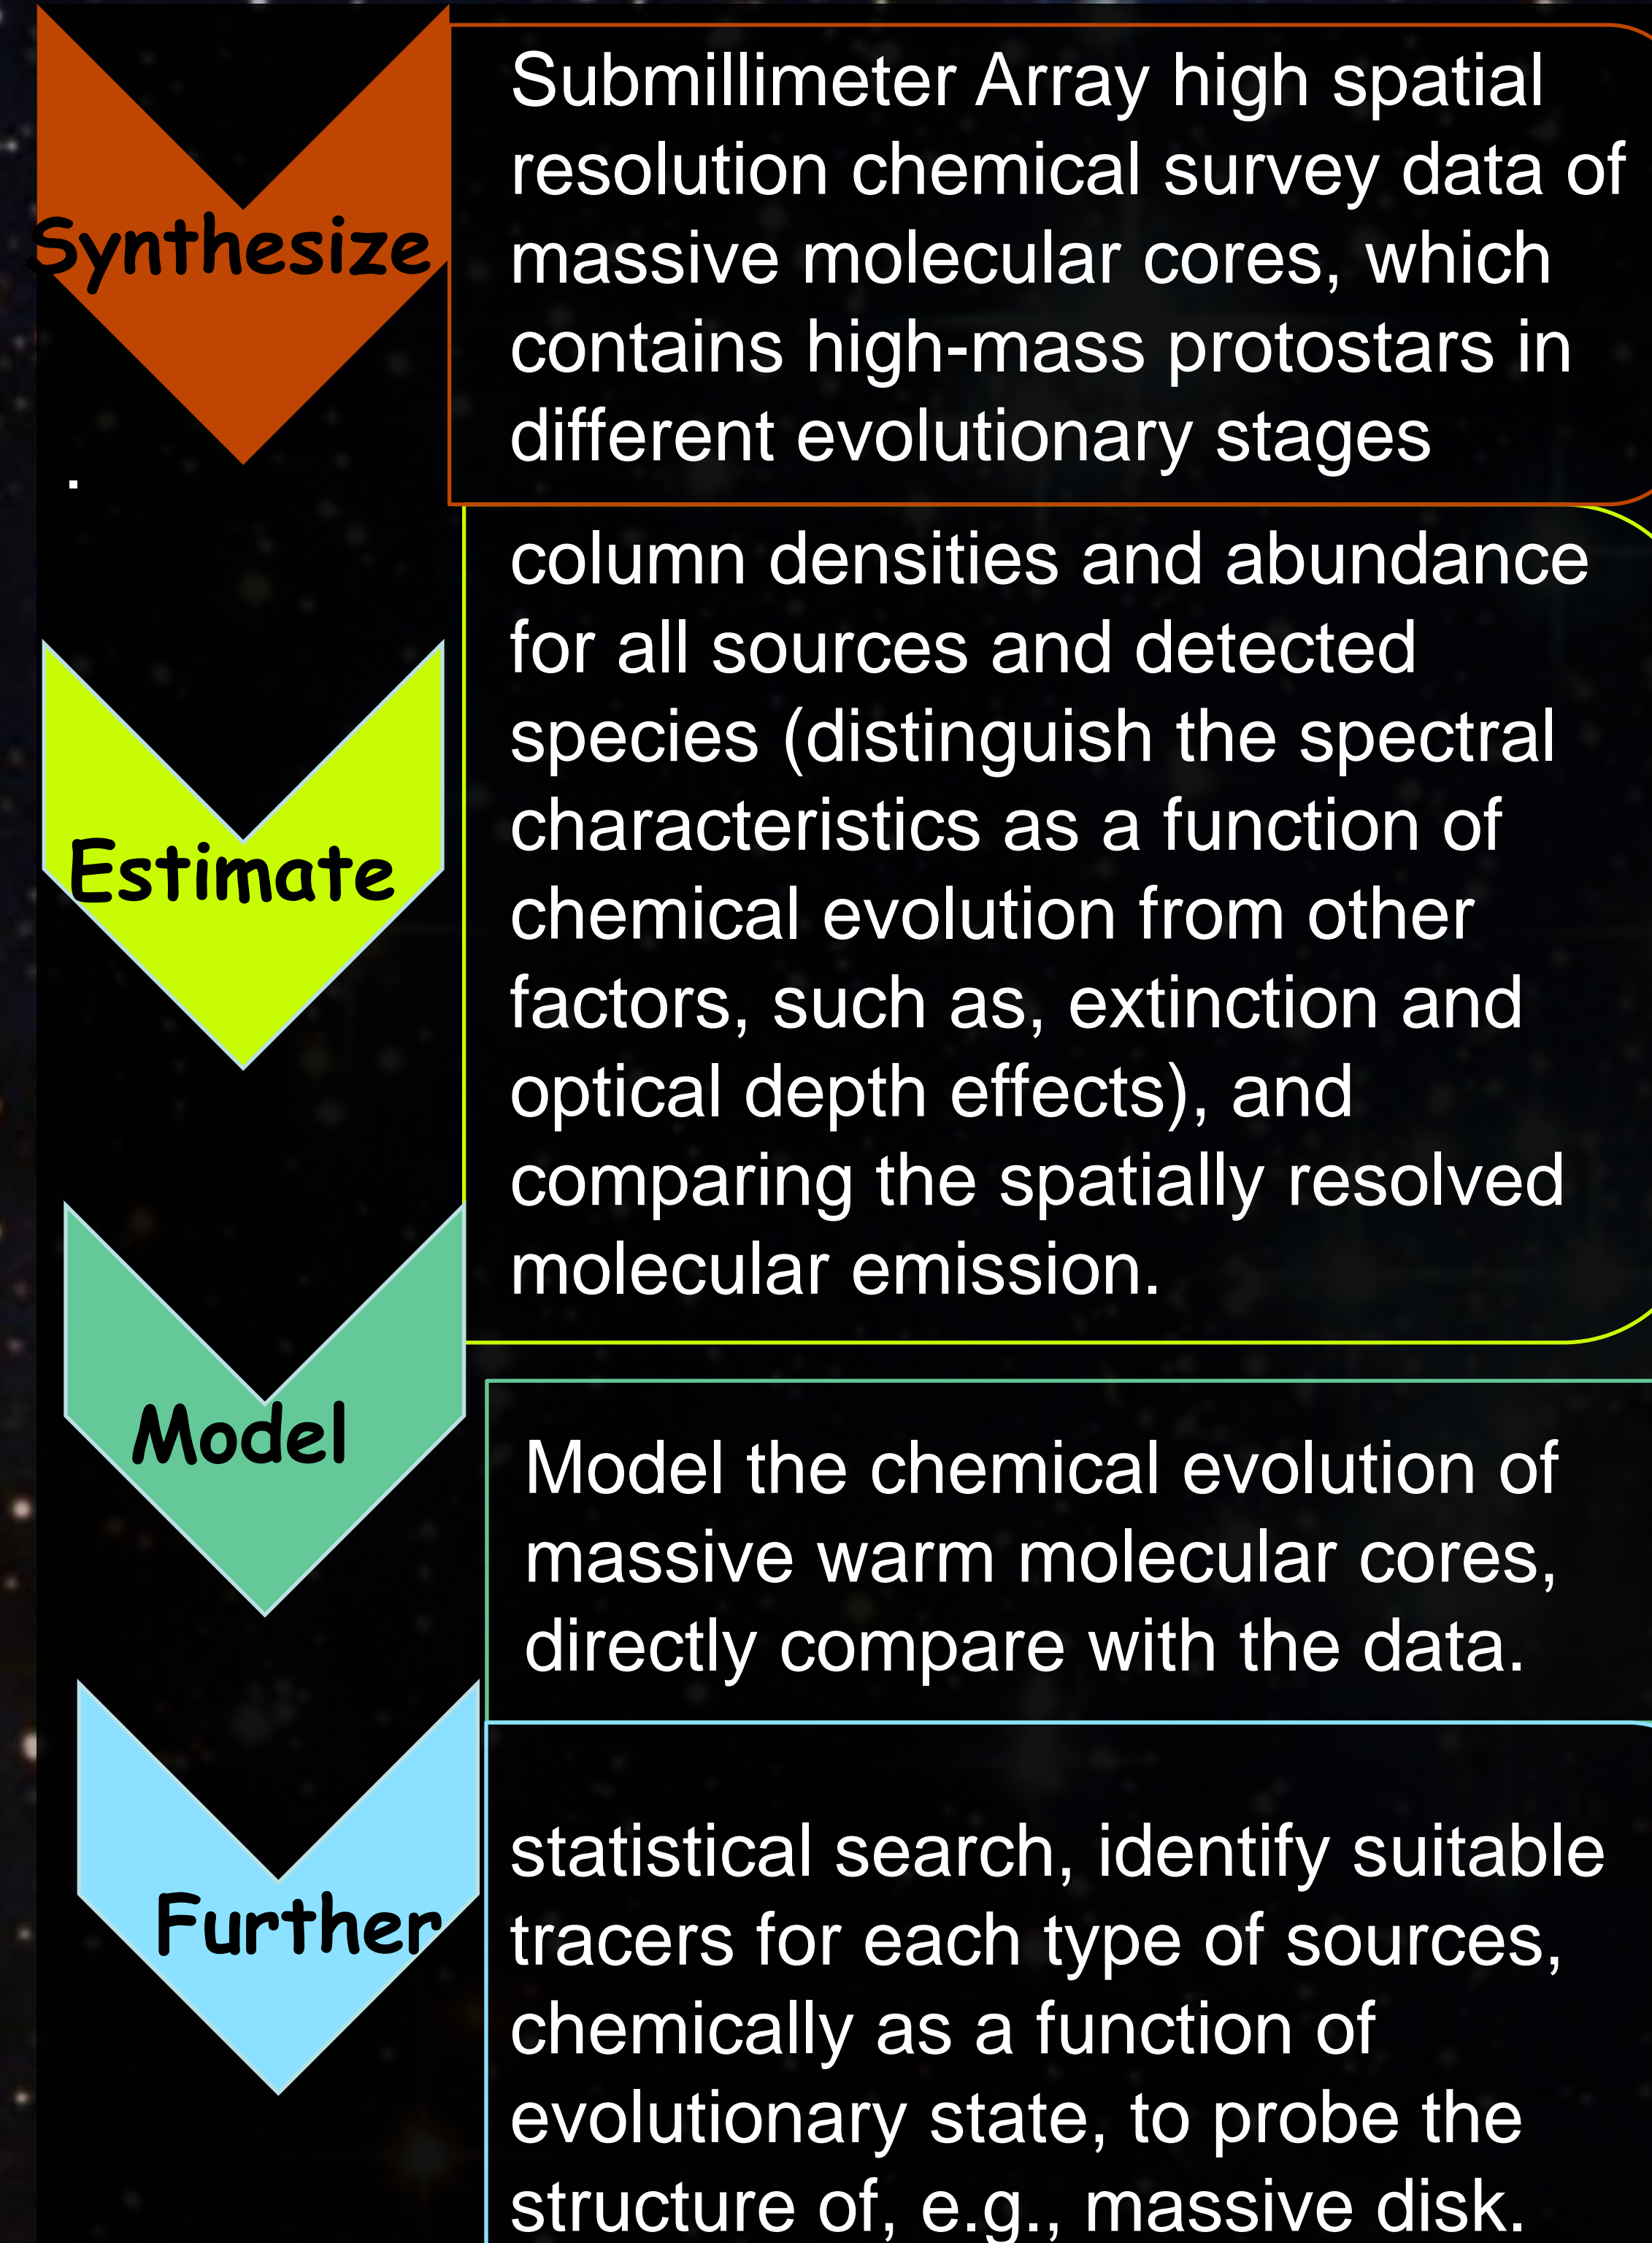 Synthesize
Submillimeter Array high spatial
resolution chemical survey data of
massive molecular cores, which
contains high-mass protostars in
different evolutionary stages
.
Estimate
column densities and abundance
for all sources and detected
species (distinguish the spectral
characteristics as a function of
chemical evolution from other
factors, such as, extinction and
optical depth effects), and
comparing the spatially resolved
molecular emission.
Model
Model the chemical evolution of
massive warm molecular cores,
directly compare with the data.
Further
statistical search, identify suitable
tracers for each type of sources,
chemically as a function of
evolutionary state, to probe the
structure of, e.g., massive disk.